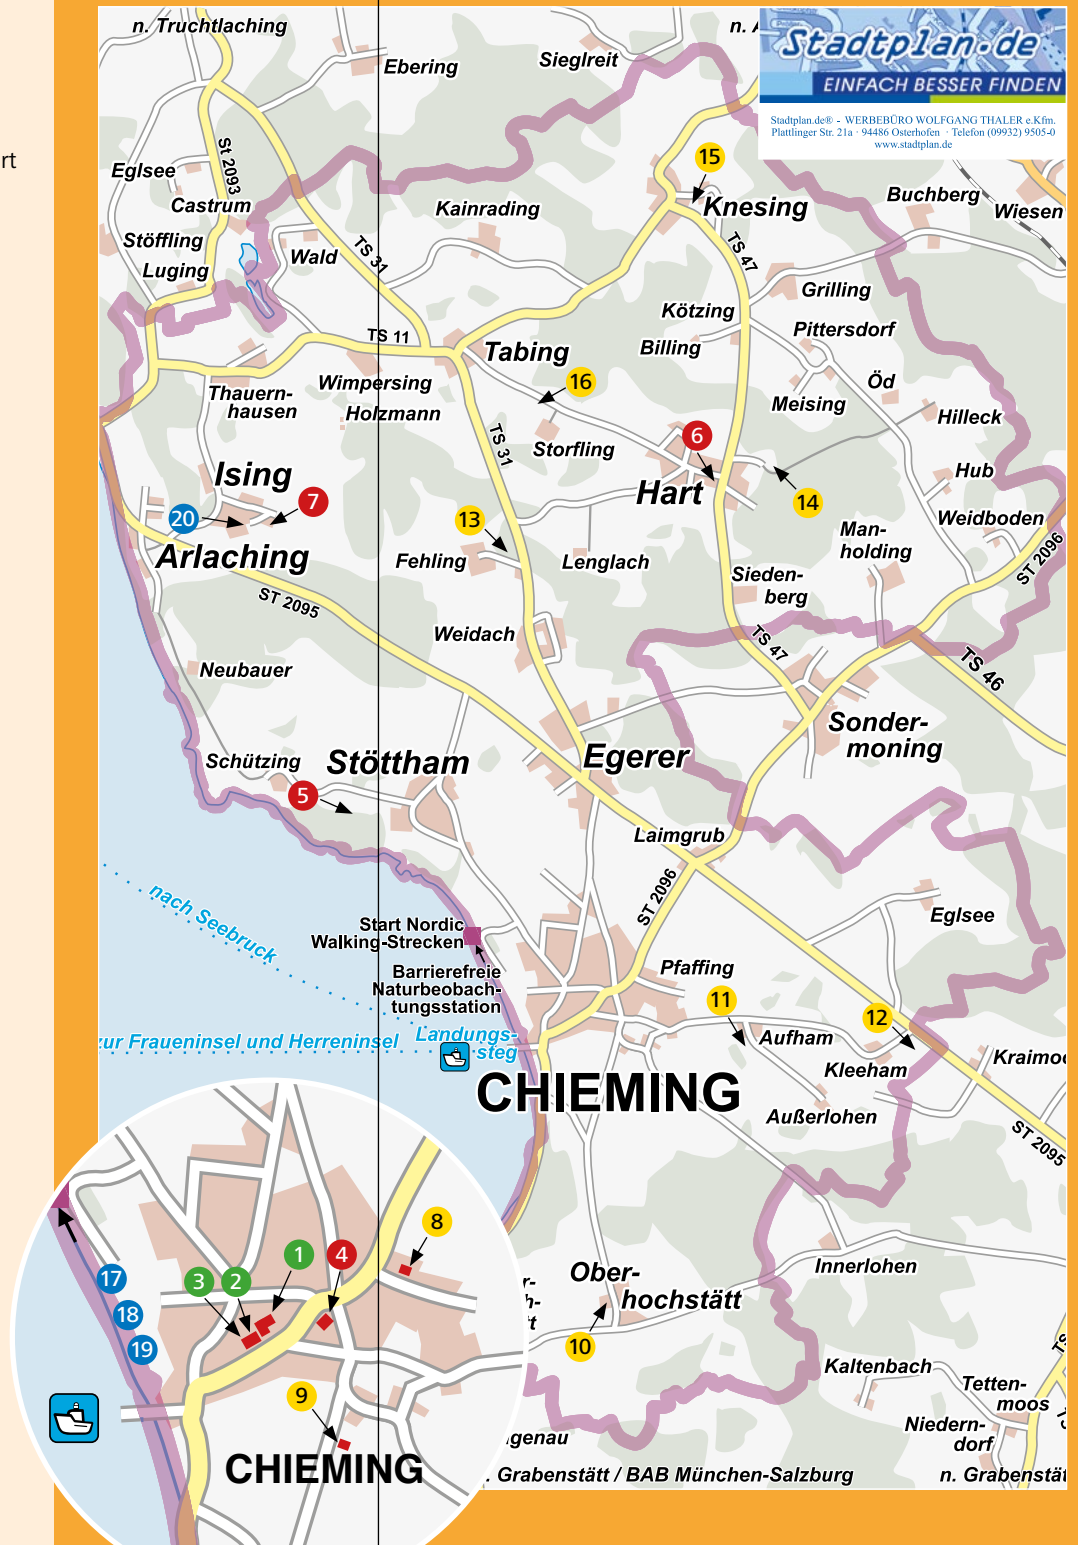 n. Truchtlaching
Ebering
Sieglreit
Stadtplan.de
EINFACH BESSER FINDEN
Stadtplan.de® - WERBEBÜRO WOLFGANG THALER e.Kfm.
Plattlinger Str. 21a · 94486 Osterhofen · Telefon (09932) 9505-0
www.stadtplan.de
rt
St 2093
Eglsee
Castrum
Stöffling
Luging
Wald
TS 31
Kainrading
15
Knesing
TS 47
Buchberg
Wiesen
Grilling
Kötzing
Billing
Pittersdorf
Öd
Meising
Hilleck
TS 11
Tabing
Wimpersing
Holzmann
Thauern-
hausen
16
Storfling
TS 31
6
Hart
14
Hub
Weidboden
ST 2096
Man-
holding
Ising
7
20
Arlaching
ST 2095
13
Fehling
Lenglach
Sieden-
berg
Weidach
TS 47
TS 46
Neubauer
Sonder-
moning
Schützing
Stöttham
5
Egerer
Laimgrub
ST 2096
Eglsee
nach Seebruck
Start Nordic
Walking-Strecken
Barrierefreie
Naturbeobach-
tungsstation
Pfaffing
11
12
Aufham
Kleeham
Außerlohen
zur Fraueninsel und Herreninsel
Landungs-
steg
CHIEMING
ST 2095
Innerlohen
Ober-
hochstätt
10
Kaltenbach
Tetten-
moos
Niedern-
dorf
n. Grabenstät
. Grabenstätt / BAB München-Salzburg
17
18
19
3
2
1
4
8
9
CHIEMING